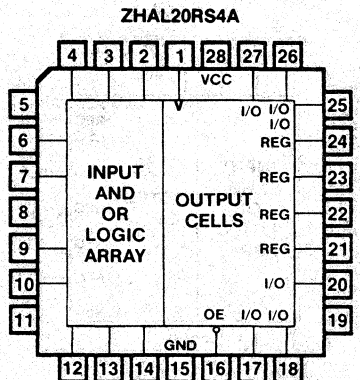 ZHAL20RS4A
4 3 2 1 28 27 26
VCC
5 I/O I/O 25
I/O
6 REG 24
7 INPUT AND OR LOGIC ARRAY REG 23
8 OUTPUT CELLS REG 22
9 REG 21
10 I/O 20
11 OE I/O I/O 19
GND
12 13 14 15 16 17 18